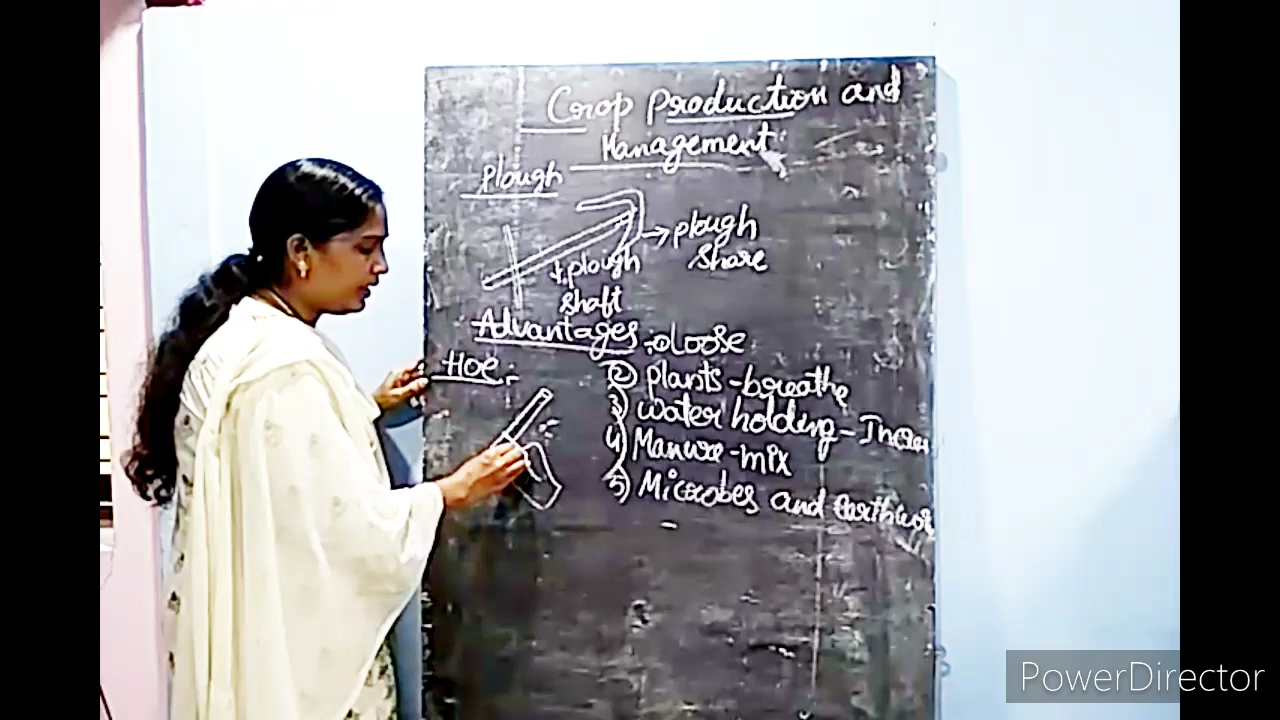 Crop Production and
Management
Plough
→ plough
share
plough
shaft
Advantages :- ① Loose
② plants - breathe
3) water holding -
4) Manure - mix
5) Microbes and
Hoe :-
PowerDirector